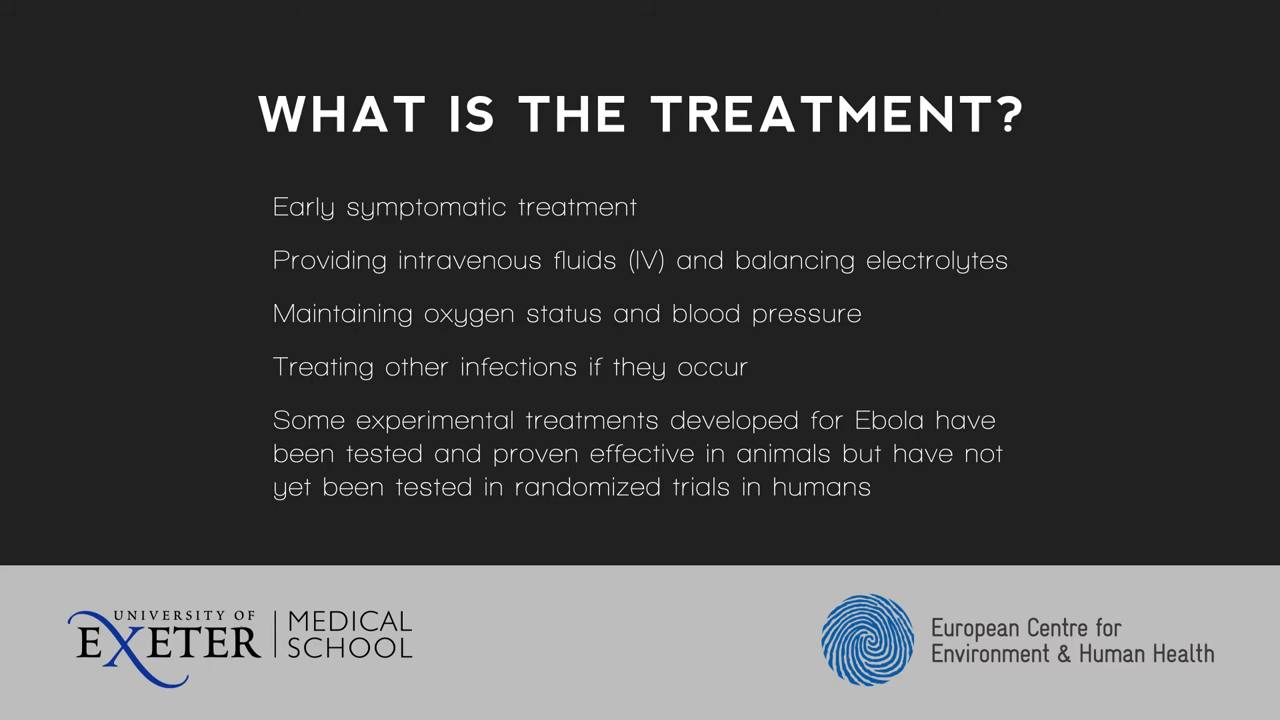 WHAT IS THE TREATMENT?
Early symptomatic treatment
Providing intravenous fluids (IV) and balancing electrolytes
Maintaining oxygen status and blood pressure
Treating other infections if they occur
Some experimental treatments developed for Ebola have
been tested and proven effective in animals but have not
yet been tested in randomized trials in humans
UNIVERSITY OF
EXETER
MEDICAL
SCHOOL
European Centre for
Environment & Human Health